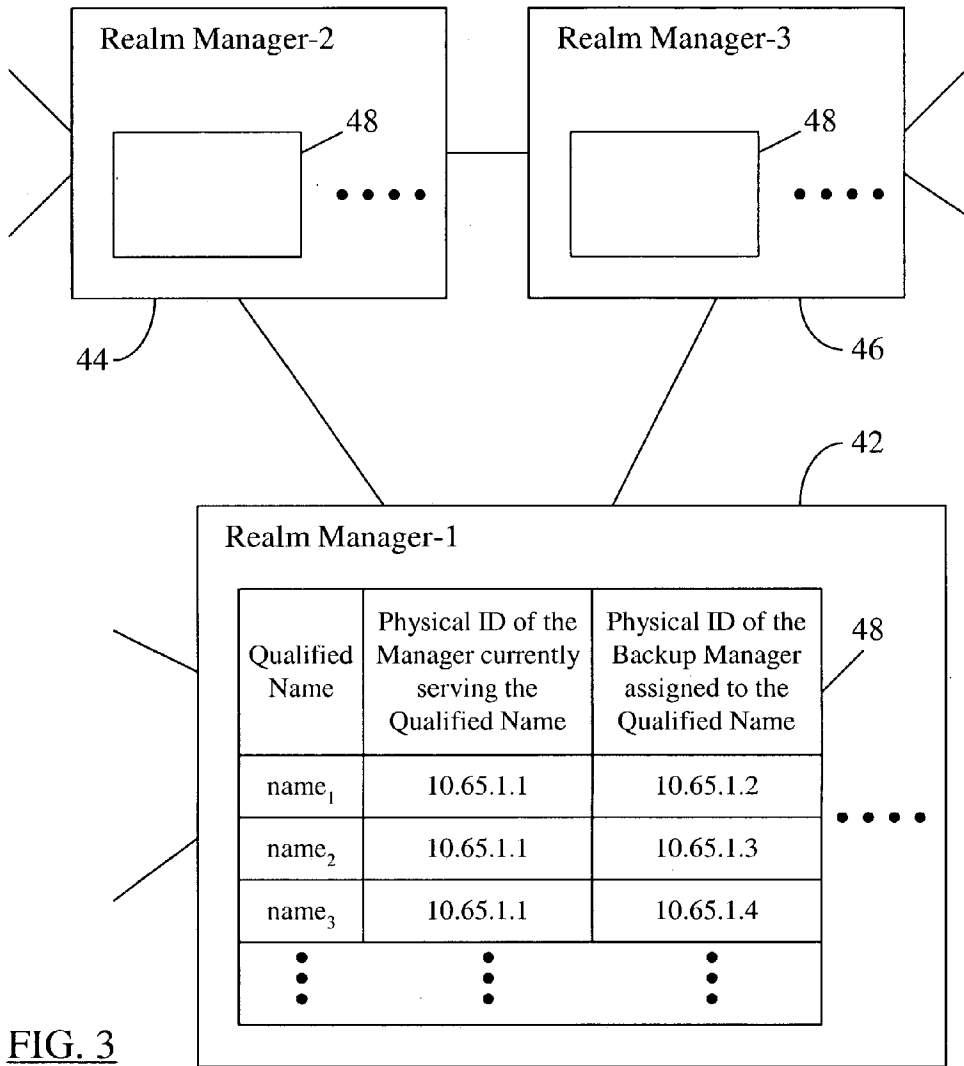 Realm Manager-2
48
Realm Manager-3
48
44
46
42
Realm Manager-1
48
Qualified
Name
Physical ID of the
Manager currently
serving the
Qualified Name
Physical ID of the
Backup Manager
assigned to the
Qualified Name
name₁
10.65.1.1
10.65.1.2
name₂
10.65.1.1
10.65.1.3
name₃
10.65.1.1
10.65.1.4
FIG. 3